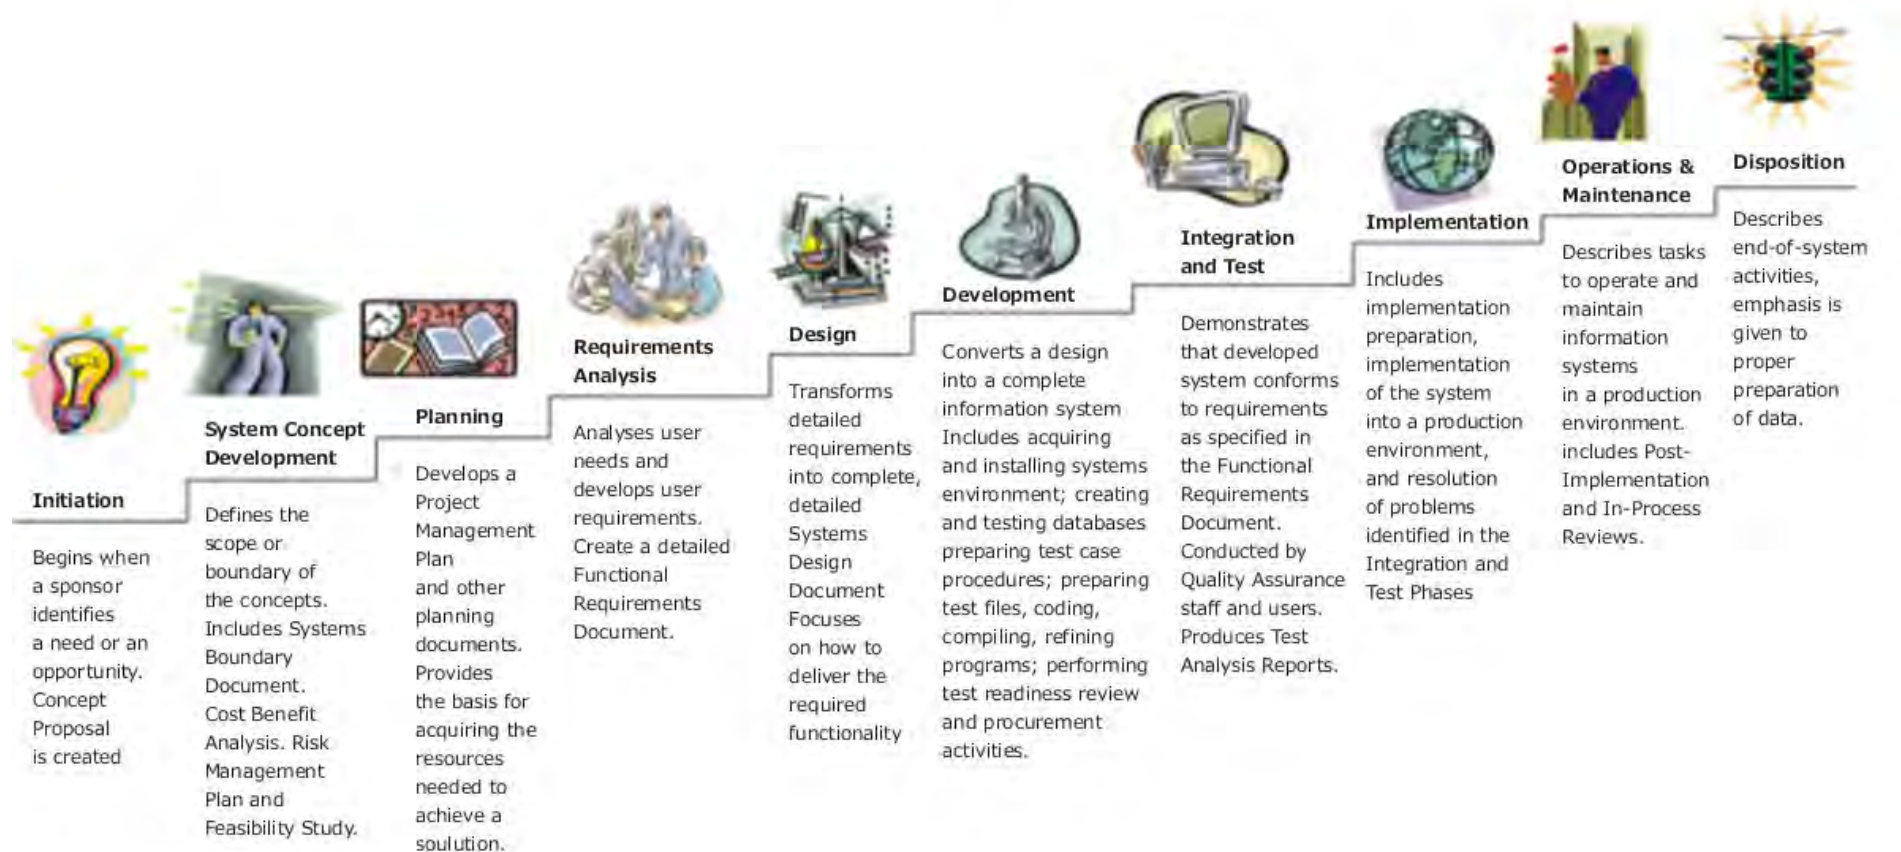 Initiation
Begins when
a sponsor
identifies
a need or an
opportunity.
Concept
Proposal
is created
System Concept
Development
Defines the
scope or
boundary of
the concepts.
Includes Systems
Boundary
Document.
Cost Benefit
Analysis. Risk
Management
Plan and
Feasibility Study.
Planning
Develops a
Project
Management
Plan
and other
planning
documents.
Provides
the basis for
acquiring the
resources
needed to
achieve a
soulution.
Requirements
Analysis
Analyses user
needs and
develops user
requirements.
Create a detailed
Functional
Requirements
Document.
Design
Transforms
detailed
requirements
into complete,
detailed
Systems
Design
Document
Focuses
on how to
deliver the
required
functionality
Development
Converts a design
into a complete
information system
Includes acquiring
and installing systems
environment; creating
and testing databases
preparing test case
procedures; preparing
test files, coding,
compiling, refining
programs; performing
test readiness review
and procurement
activities.
Integration
and Test
Demonstrates
that developed
system conforms
to requirements
as specified in
the Functional
Requirements
Document.
Conducted by
Quality Assurance
staff and users.
Produces Test
Analysis Reports.
Implementation
Includes
implementation
preparation,
implementation
of the system
into a production
environment,
and resolution
of problems
identified in the
Integration and
Test Phases
Operations &
Maintenance
Describes tasks
to operate and
maintain
information
systems
in a production
environment.
includes Post-
Implementation
and In-Process
Reviews.
Disposition
Describes
end-of-system
activities,
emphasis is
given to
proper
preparation
of data.